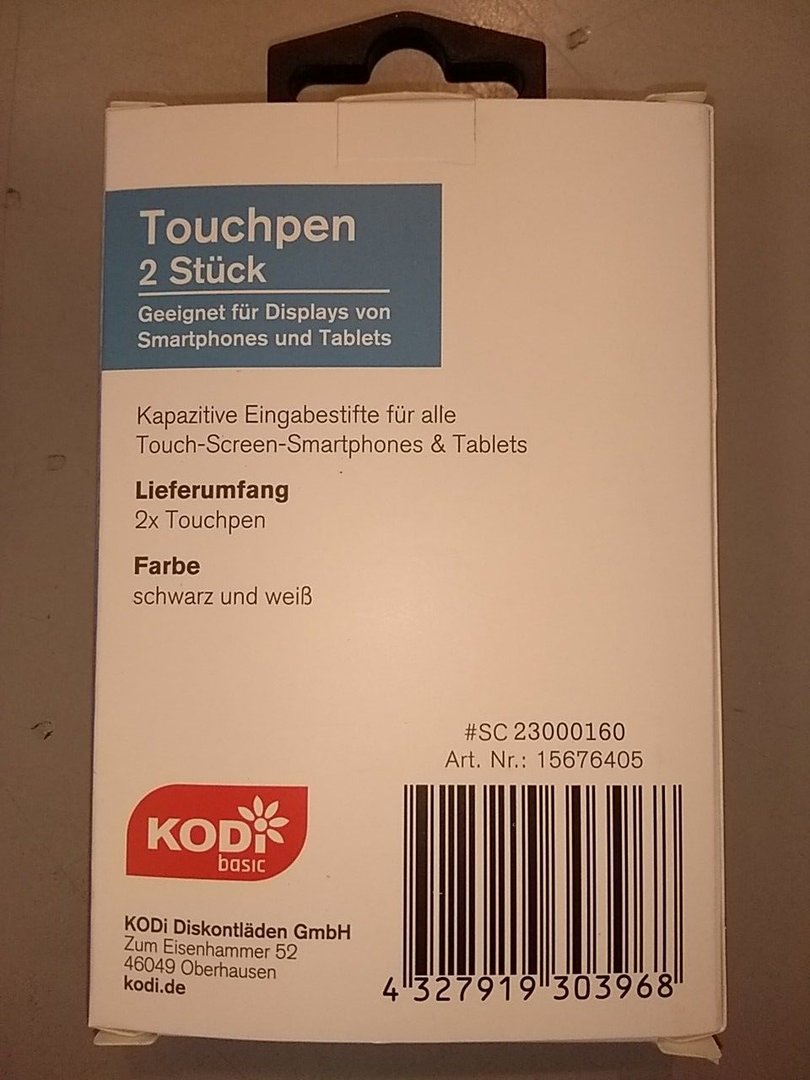 Touchpen
2 Stück
Geeignet für Displays von
Smartphones und Tablets
Kapazitive Eingabestifte für alle
Touch-Screen-Smartphones & Tablets
Lieferumfang
2x Touchpen
Farbe
schwarz und weiß
#SC 23000160
Art. Nr.: 15676405
KODi
basic
KODi Diskontläden GmbH
Zum Eisenhammer 52
46049 Oberhausen
kodi.de
4 327919 303968